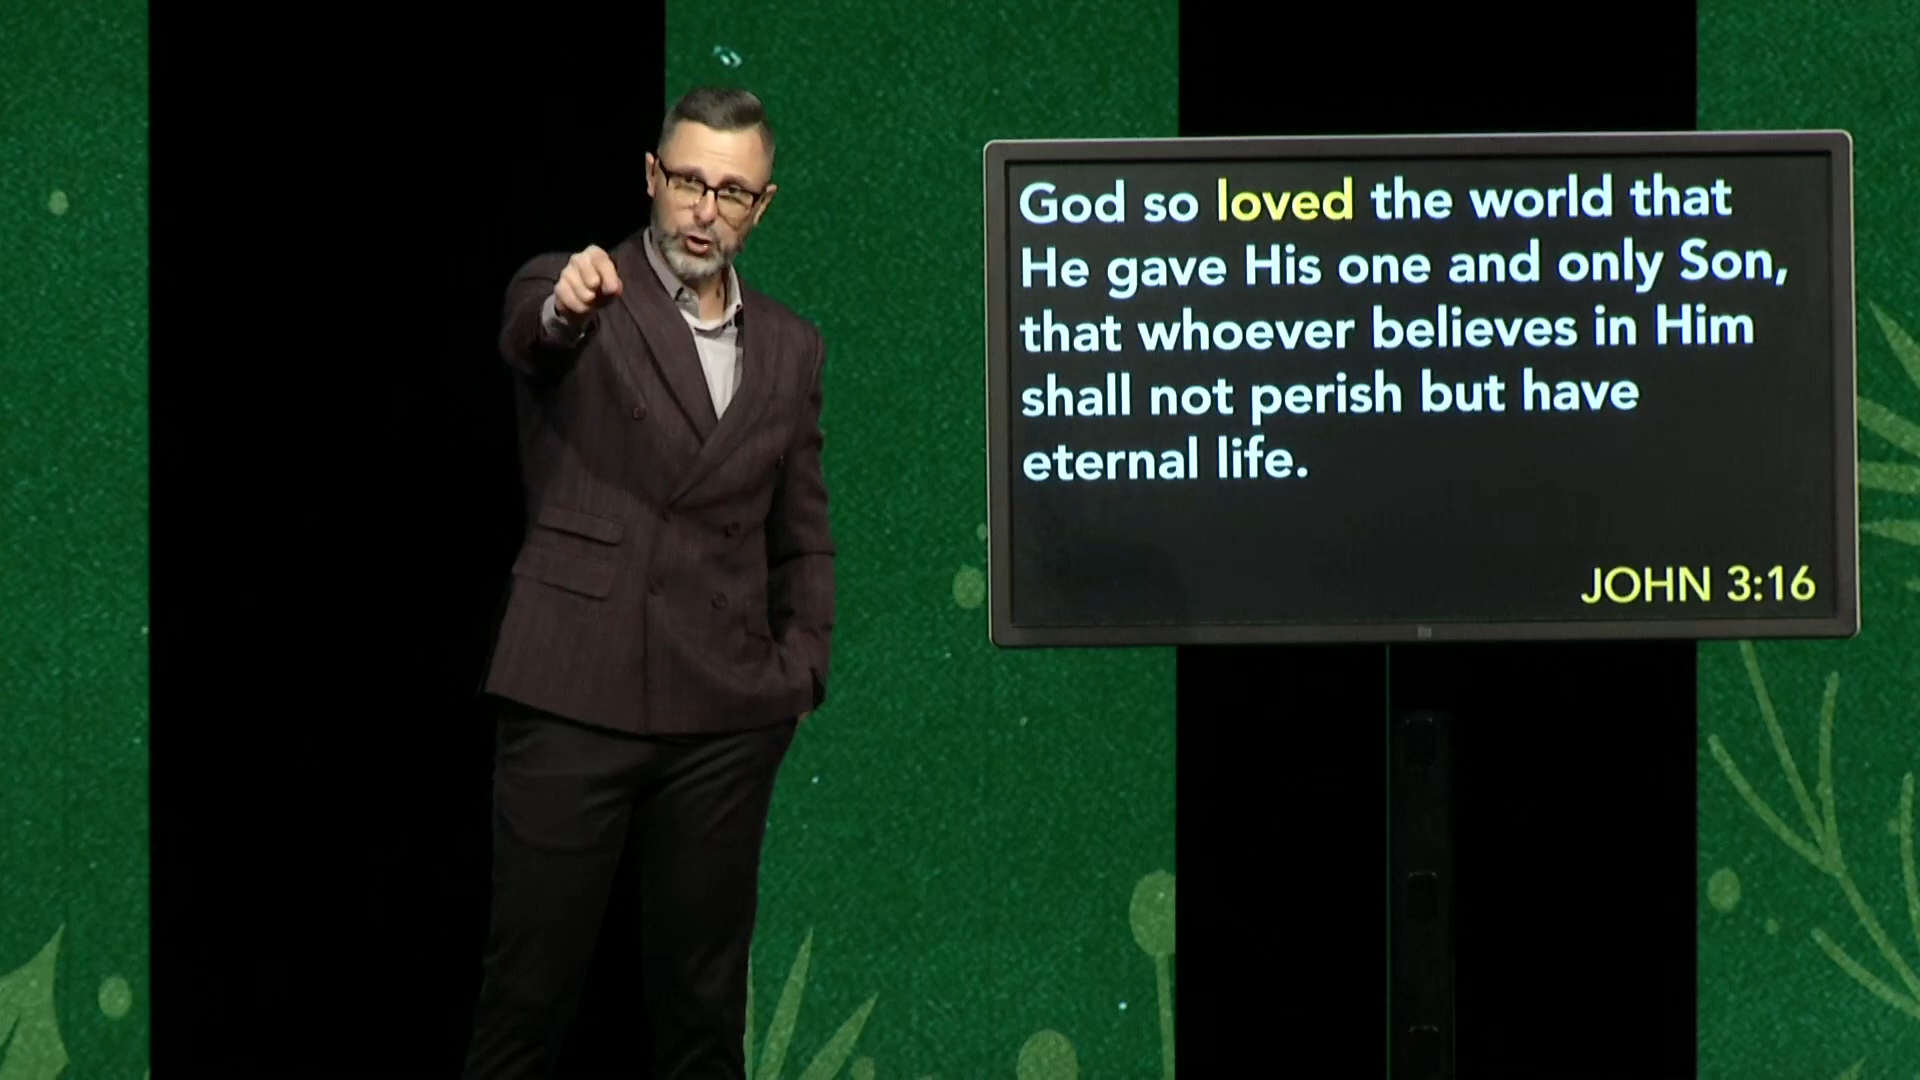 God so loved the world that
He gave His one and only Son,
that whoever believes in Him
shall not perish but have
eternal life.
JOHN 3:16